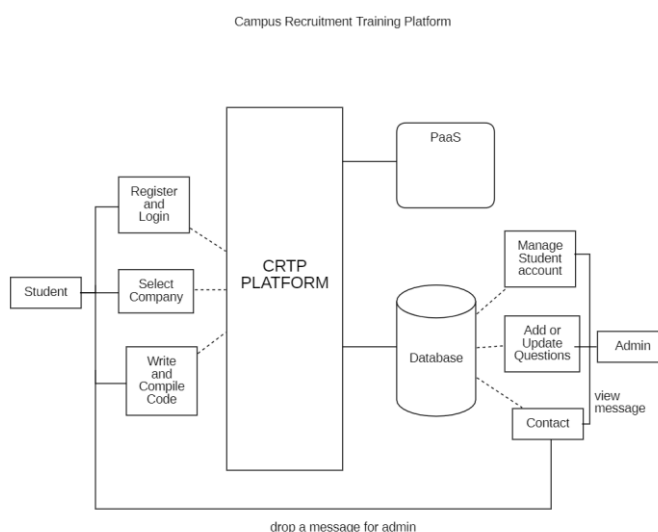 Campus Recruitment Training Platform
PaaS
Register
and
Login
Manage
Student
account
CRTP
PLATFORM
Student
Select
Company
Database
Add or
Update
Questions
Admin
Write
and
Compile
Code
view
message
Contact
drop a message for admin